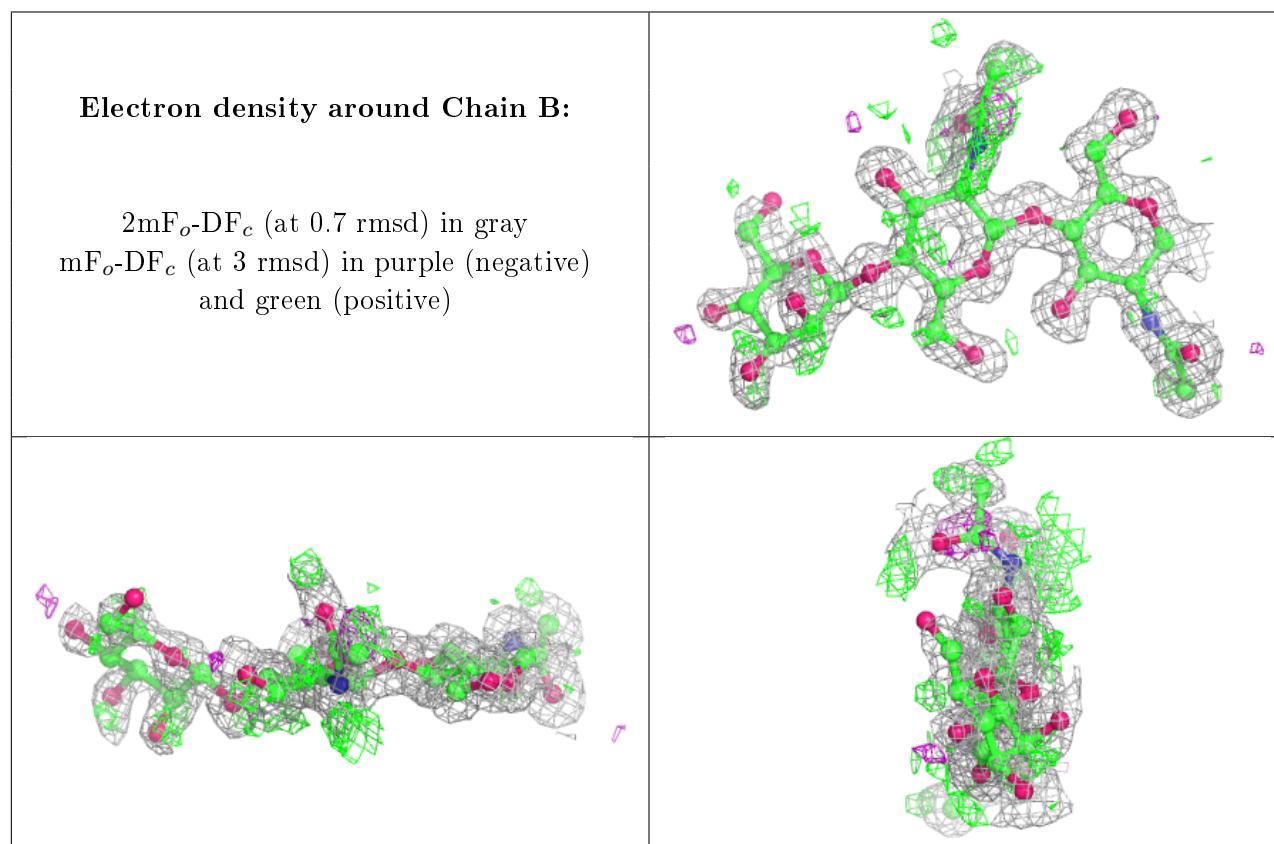 Electron density around Chain B:
2mFo-DFc (at 0.7 rmsd) in gray
mFo-DFc (at 3 rmsd) in purple (negative)
and green (positive)